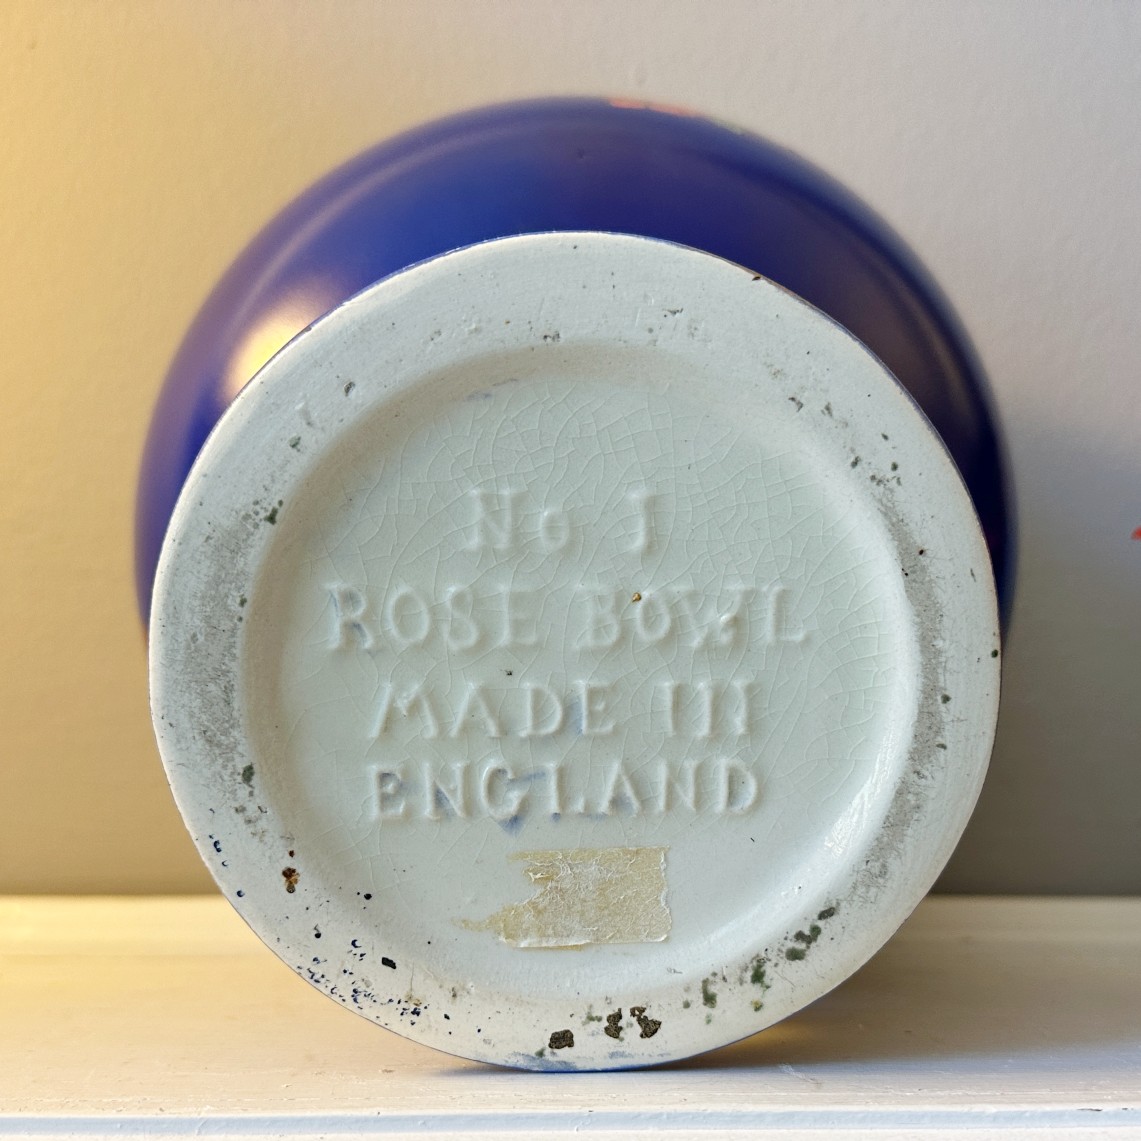 No 1
ROSE BOWL
MADE IN
ENGLAND